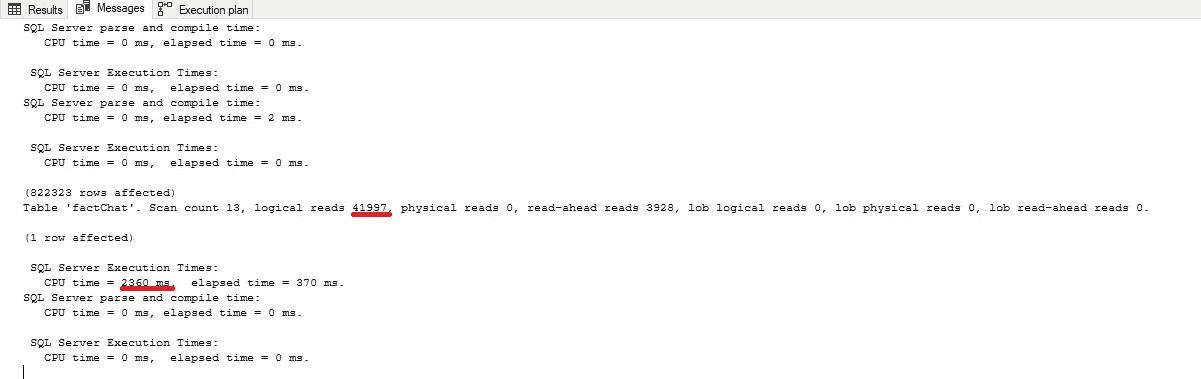 Results Messages Execution plan
SQL Server parse and compile time:
CPU time = 0 ms, elapsed time = 0 ms.
SQL Server Execution Times:
CPU time = 0 ms, elapsed time = 0 ms.
SQL Server parse and compile time:
CPU time = 0 ms, elapsed time = 2 ms.
SQL Server Execution Times:
CPU time = 0 ms, elapsed time = 0 ms.
(822323 rows affected)
Table 'factChat'. Scan count 13, logical reads 41997, physical reads 0, read-ahead reads 3928, lob logical reads 0, lob physical reads 0, lob read-ahead reads 0.
(1 row affected)
SQL Server Execution Times:
CPU time = 2360 ms, elapsed time = 370 ms.
SQL Server parse and compile time:
CPU time = 0 ms, elapsed time = 0 ms.
SQL Server Execution Times:
CPU time = 0 ms, elapsed time = 0 ms.